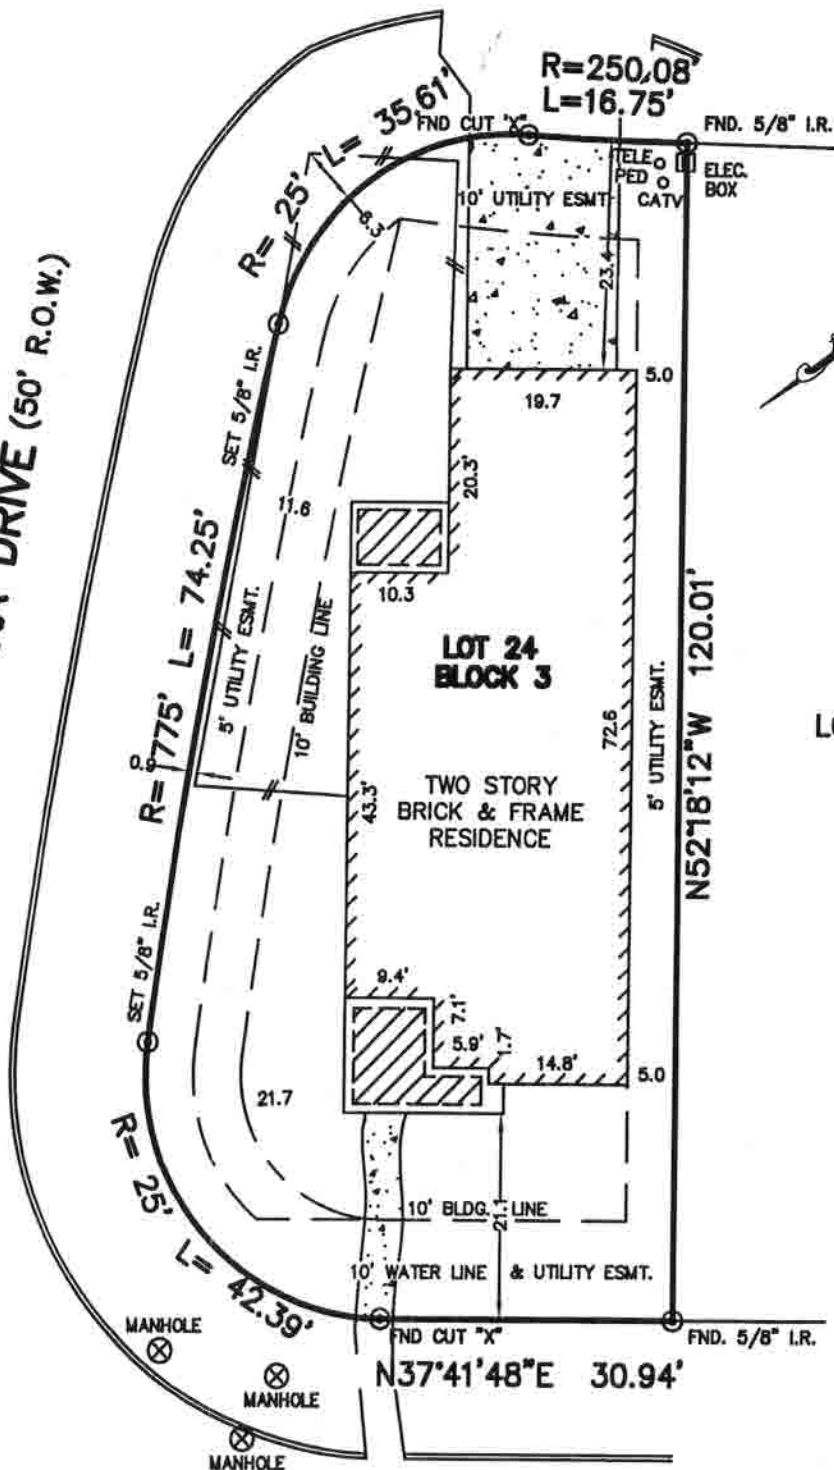 R=250.08'
L=16.75'
FND CUT "X"
FND. 5/8" I.R.
R= 25' L= 35.61'
TELE
PED
ELEC.
BOX
CATV
10' UTILITY ESMT
6.3
23.4
DRIVE (50' R.O.W.)
SET 5/8" I.R.
5.0
19.7
20.3'
11.6
10.3
R= 775' L= 74.25'
5' UTILITY ESMT.
10' BUILDING LINE
LOT 24
BLOCK 3
72.6
5' UTILITY ESMT.
N52°18'12"W 120.01'
0.9
43.3'
TWO STORY
BRICK & FRAME
RESIDENCE
SET 5/8" I.R.
9.4'
7.1'
5.9'
1.7'
14.8'
5.0
21.7
R= 25' L= 42.39'
10' BLDG. LINE
21.1
10' WATER LINE & UTILITY ESMT.
MANHOLE
FND CUT "X"
FND. 5/8" I.R.
MANHOLE
N37°41'48"E 30.94'
MANHOLE